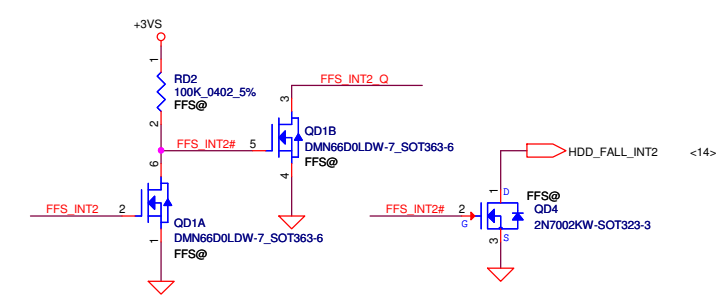 +3VS
1
RD2
100K_0402_5%
FFS@
2
FFS_INT2#
5
6
FFS_INT2
2
QD1A
DMN66D0LDW-7_SOT363-6
FFS@
1
FFS_INT2_Q
3
QD1B
DMN66D0LDW-7_SOT363-6
FFS@
4
HDD_FALL_INT2 <14>
1
D
FFS@
QD4
2N7002KW-SOT323-3
FFS_INT2#
2
G
3
S